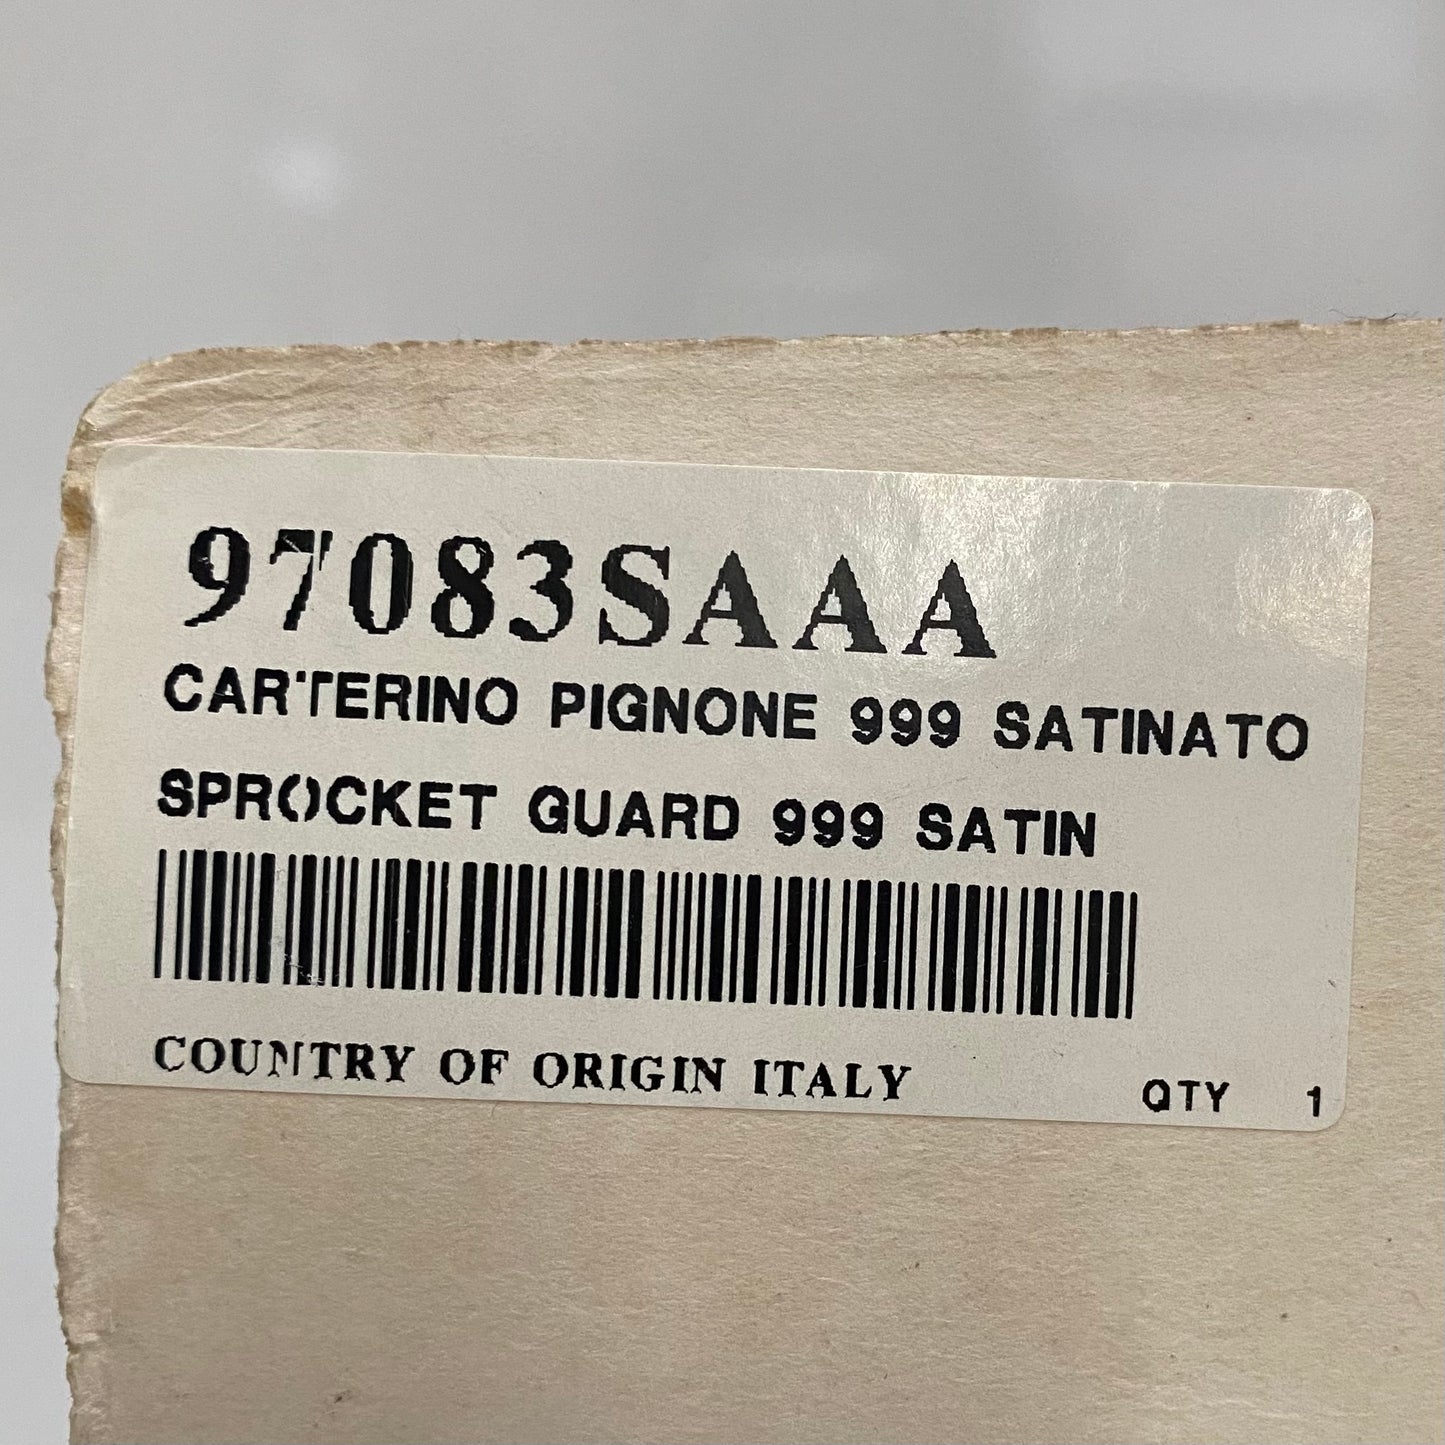 97083SAAA
CARTERINO PIGNONE 999 SATINATO
SPROCKET GUARD 999 SATIN
COUNTRY OF ORIGIN ITALY
QTY 1